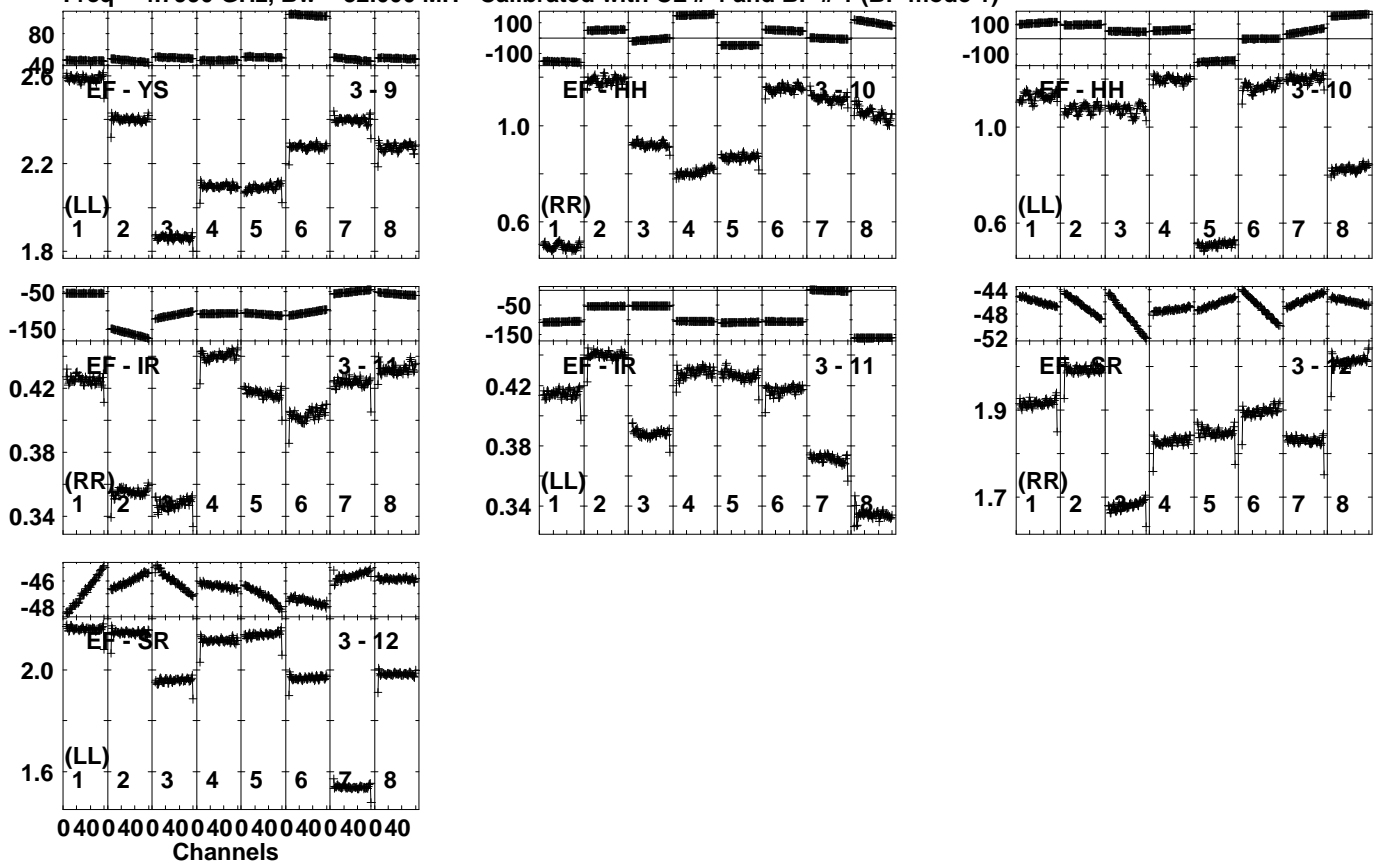 80
40
2.6
2.2
1.8
EF - YS
3 - 9
(LL)
1 2 3 4 5 6 7 8
100
-100
1.0
0.6
EF - HH
3 - 10
(RR)
1 2 3 4 5 6 7 8
100
-100
1.0
0.6
EF - HH
3 - 10
(LL)
1 2 3 4 5 6 7 8
-50
-150
0.42
0.38
0.34
EF - IR
3 - 11
(RR)
1 2 3 4 5 6 7 8
-50
-150
0.42
0.38
0.34
EF - IR
3 - 11
(LL)
1 2 3 4 5 6 7 8
-44
-48
-52
1.9
1.7
EF - SR
3 - 12
(RR)
1 2 3 4 5 6 7 8
-46
-48
2.0
1.6
EF - SR
3 - 12
(LL)
1 2 3 4 5 6 7 8
0 40 0 40 0 40 0 40 0 40 0 40 0 40 0 40
Channels